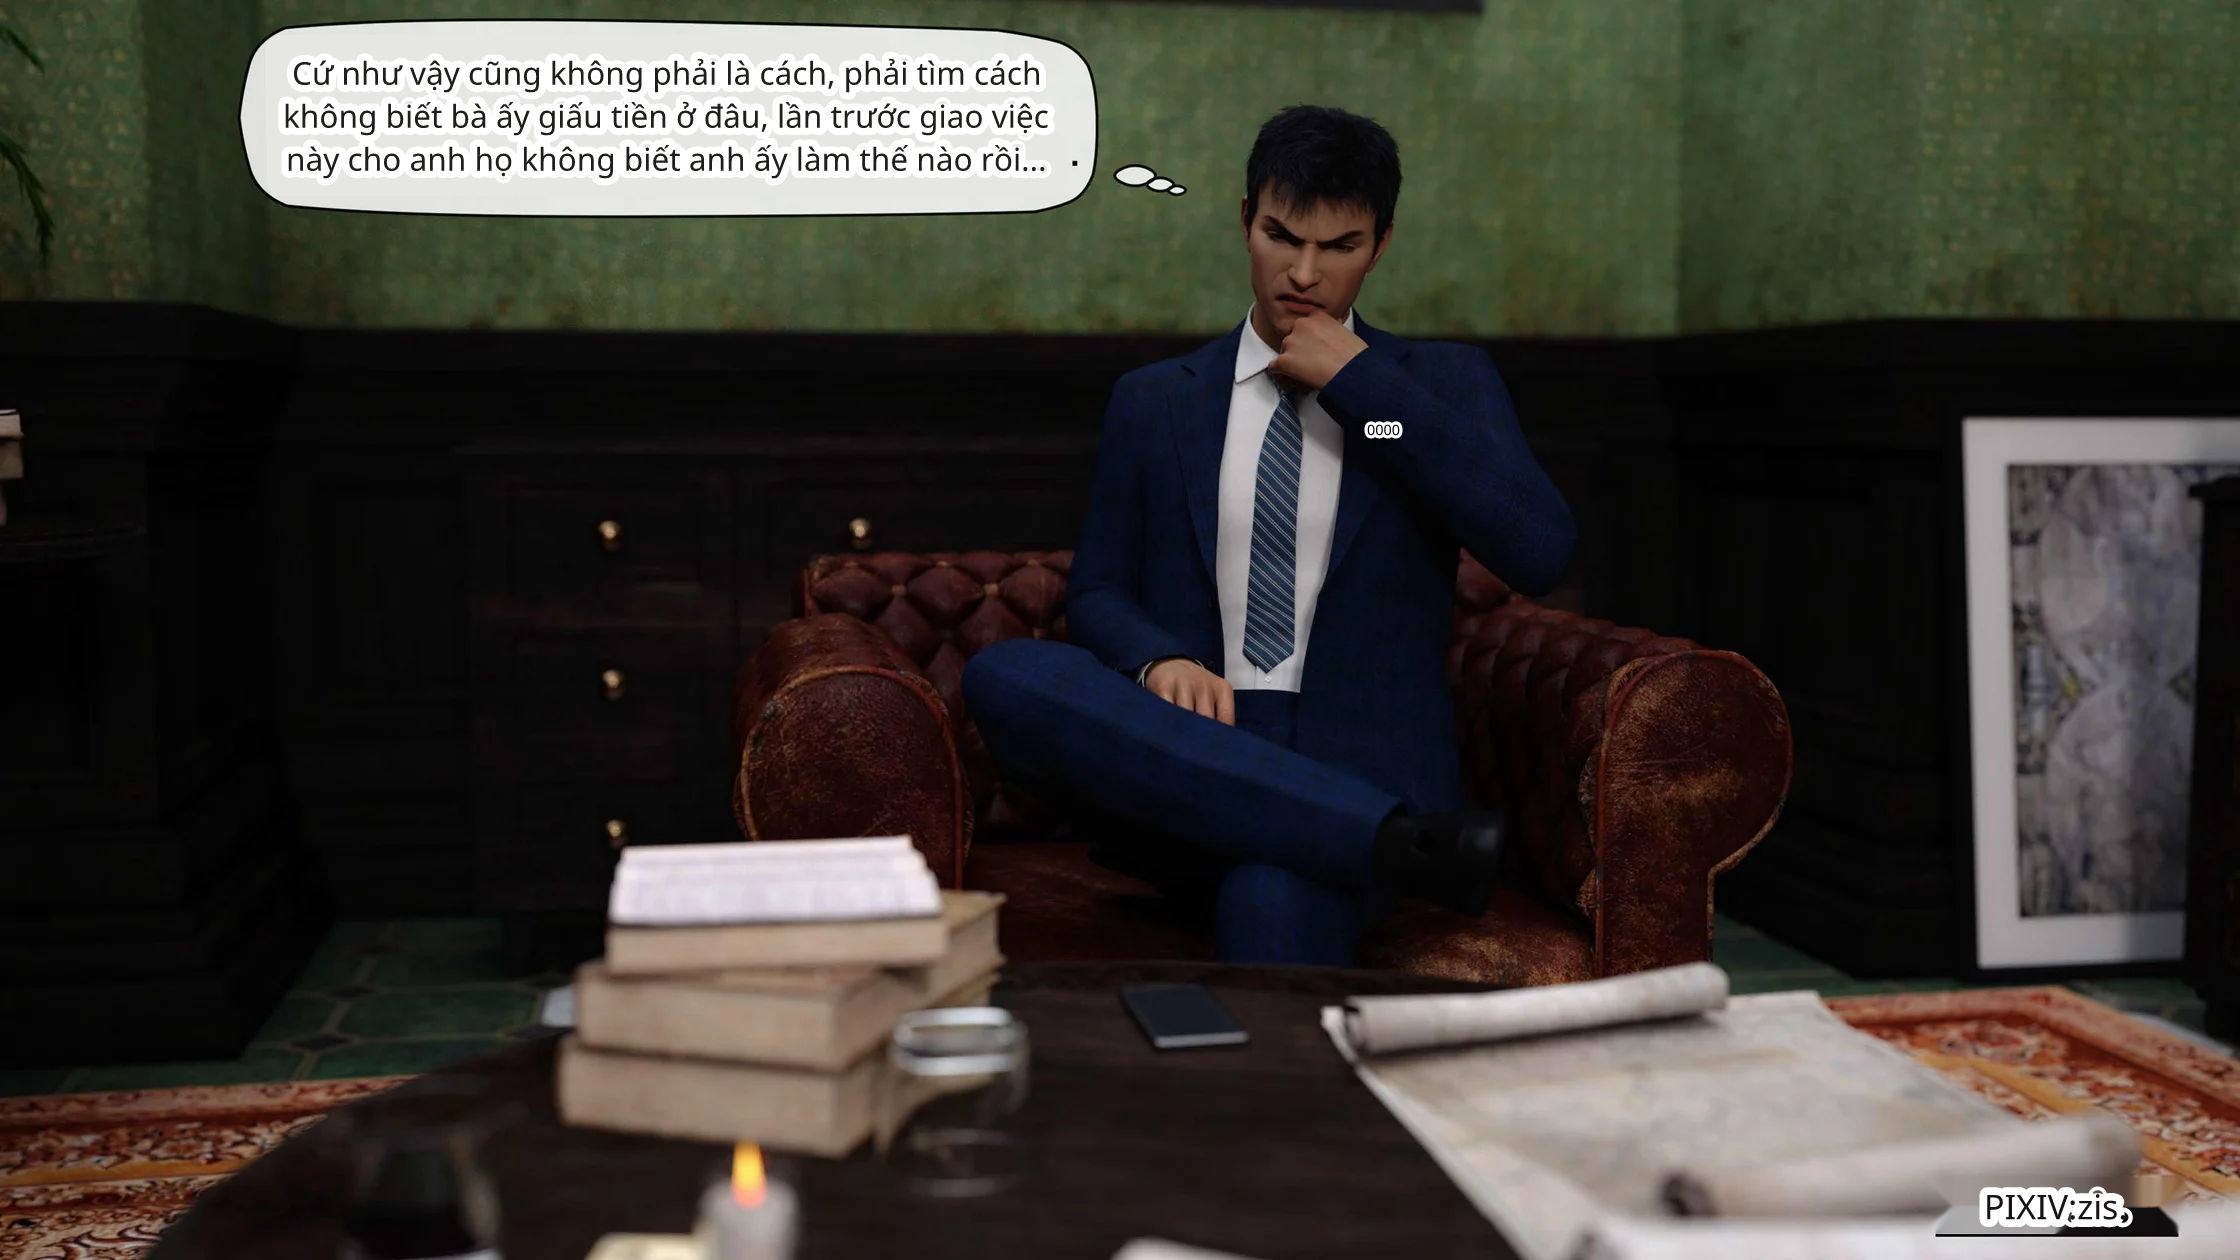 Cứ như vậy cũng không phải là cách, phải tìm cách
không biết bà ấy giấu tiền ở đâu, lần trước giao việc
này cho anh họ không biết anh ấy làm thế nào rồi... .
0000
PIXIV:zis.